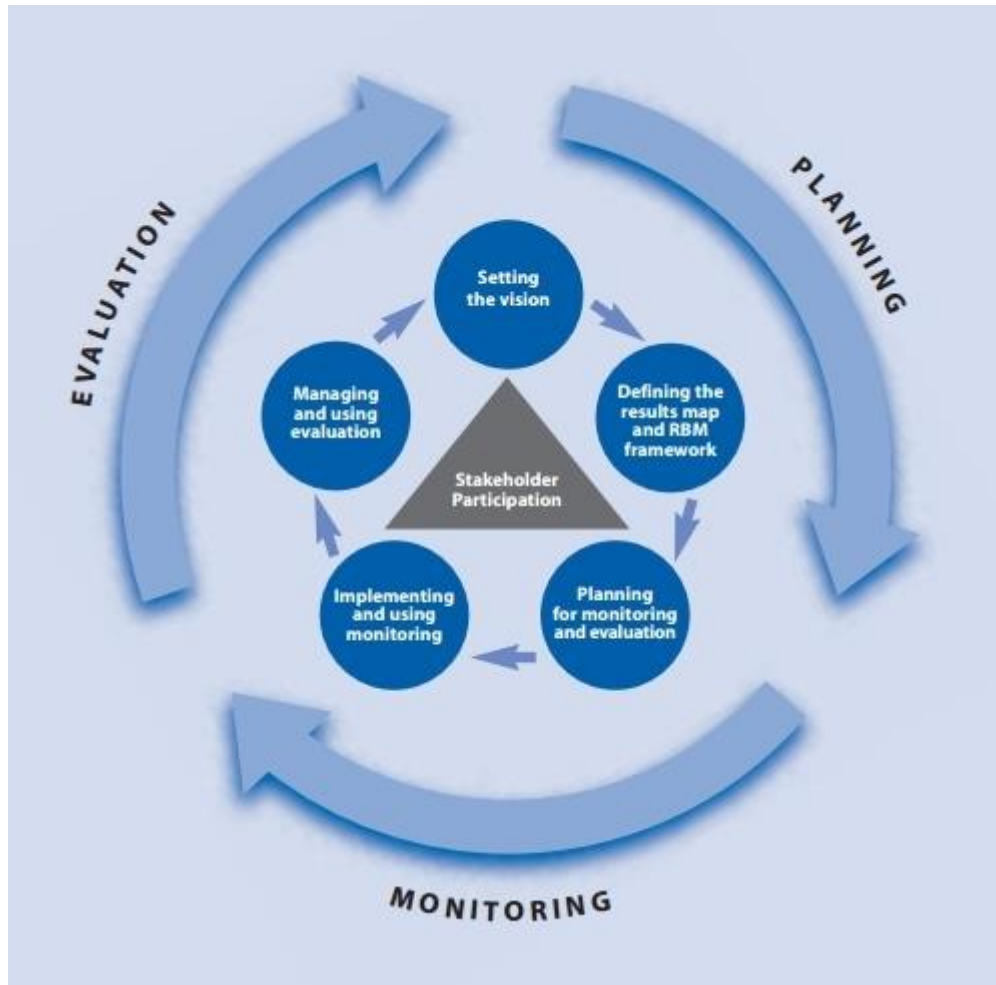 EVALUATION
PLANNING
Setting
the vision
Managing
and using
evaluation
Defining the
results map
and RBM
framework
Stakeholder
Participation
Implementing
and using
monitoring
Planning
for monitoring
and evaluation
MONITORING